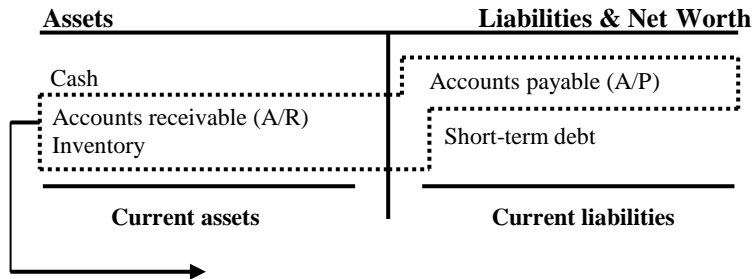 Assets
Liabilities & Net Worth
Cash
Accounts receivable (A/R)
Inventory
Accounts payable (A/P)
Short-term debt
Current assets
Current liabilities